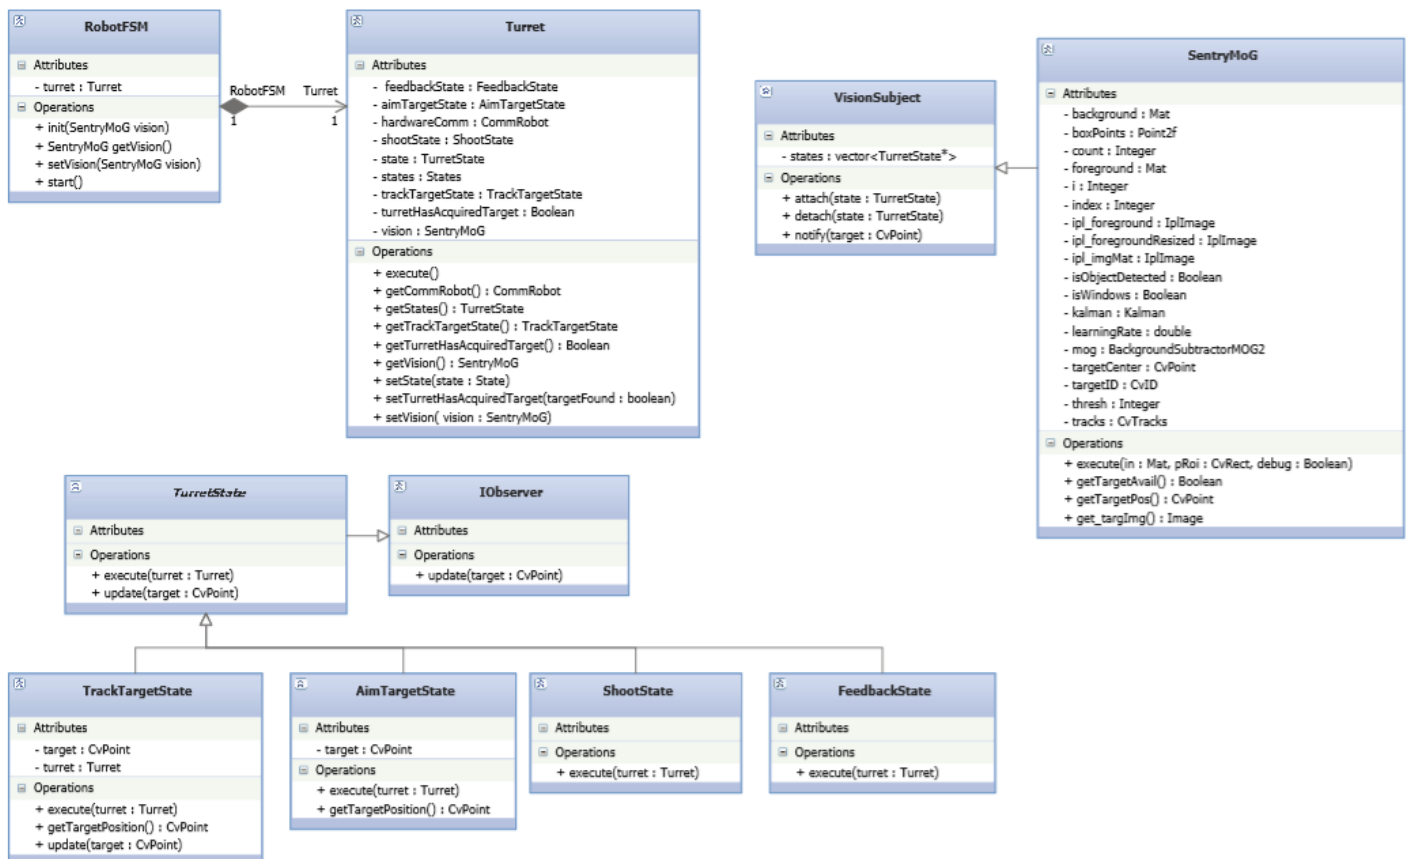 RobotFSM
Attributes
- turret : Turret
Operations
+ init(SentryMoG vision)
+ SentryMoG getVision()
+ setVision(SentryMoG vision)
+ start()
RobotFSM
Turret
1
1
Turret
Attributes
- feedbackState : FeedbackState
- aimTargetState : AimTargetState
- hardwareComm : CommRobot
- shootState : ShootState
- state : TurretState
- states : States
- trackTargetState : TrackTargetState
- turretHasAcquiredTarget : Boolean
- vision : SentryMoG
Operations
+ execute()
+ getCommRobot() : CommRobot
+ getStates() : TurretState
+ getTrackTargetState() : TrackTargetState
+ getTurretHasAcquiredTarget() : Boolean
+ getVision() : SentryMoG
+ setState(state : State)
+ setTurretHasAcquiredTarget(targetFound : boolean)
+ setVision( vision : SentryMoG)
VisionSubject
Attributes
- states : vector<TurretState*>
Operations
+ attach(state : TurretState)
+ detach(state : TurretState)
+ notify(target : CvPoint)
SentryMoG
Attributes
- background : Mat
- boxPoints : Point2f
- count : Integer
- foreground : Mat
- i : Integer
- index : Integer
- ipl_foreground : IplImage
- ipl_foregroundResized : IplImage
- ipl_imgMat : IplImage
- isObjectDetected : Boolean
- isWindows : Boolean
- kalman : Kalman
- learningRate : double
- mog : BackgroundSubtractorMOG2
- targetCenter : CvPoint
- targetID : CvID
- thresh : Integer
- tracks : CvTracks
Operations
+ execute(in : Mat, pRoi : CvRect, debug : Boolean)
+ getTargetAvail() : Boolean
+ getTargetPos() : CvPoint
+ get_targImg() : Image
TurretState
Attributes
Operations
+ execute(turret : Turret)
+ update(target : CvPoint)
IObserver
Attributes
Operations
+ update(target : CvPoint)
TrackTargetState
Attributes
- target : CvPoint
- turret : Turret
Operations
+ execute(turret : Turret)
+ getTargetPosition() : CvPoint
+ update(target : CvPoint)
AimTargetState
Attributes
- target : CvPoint
Operations
+ execute(turret : Turret)
+ getTargetPosition() : CvPoint
ShootState
Attributes
Operations
+ execute(turret : Turret)
FeedbackState
Attributes
Operations
+ execute(turret : Turret)